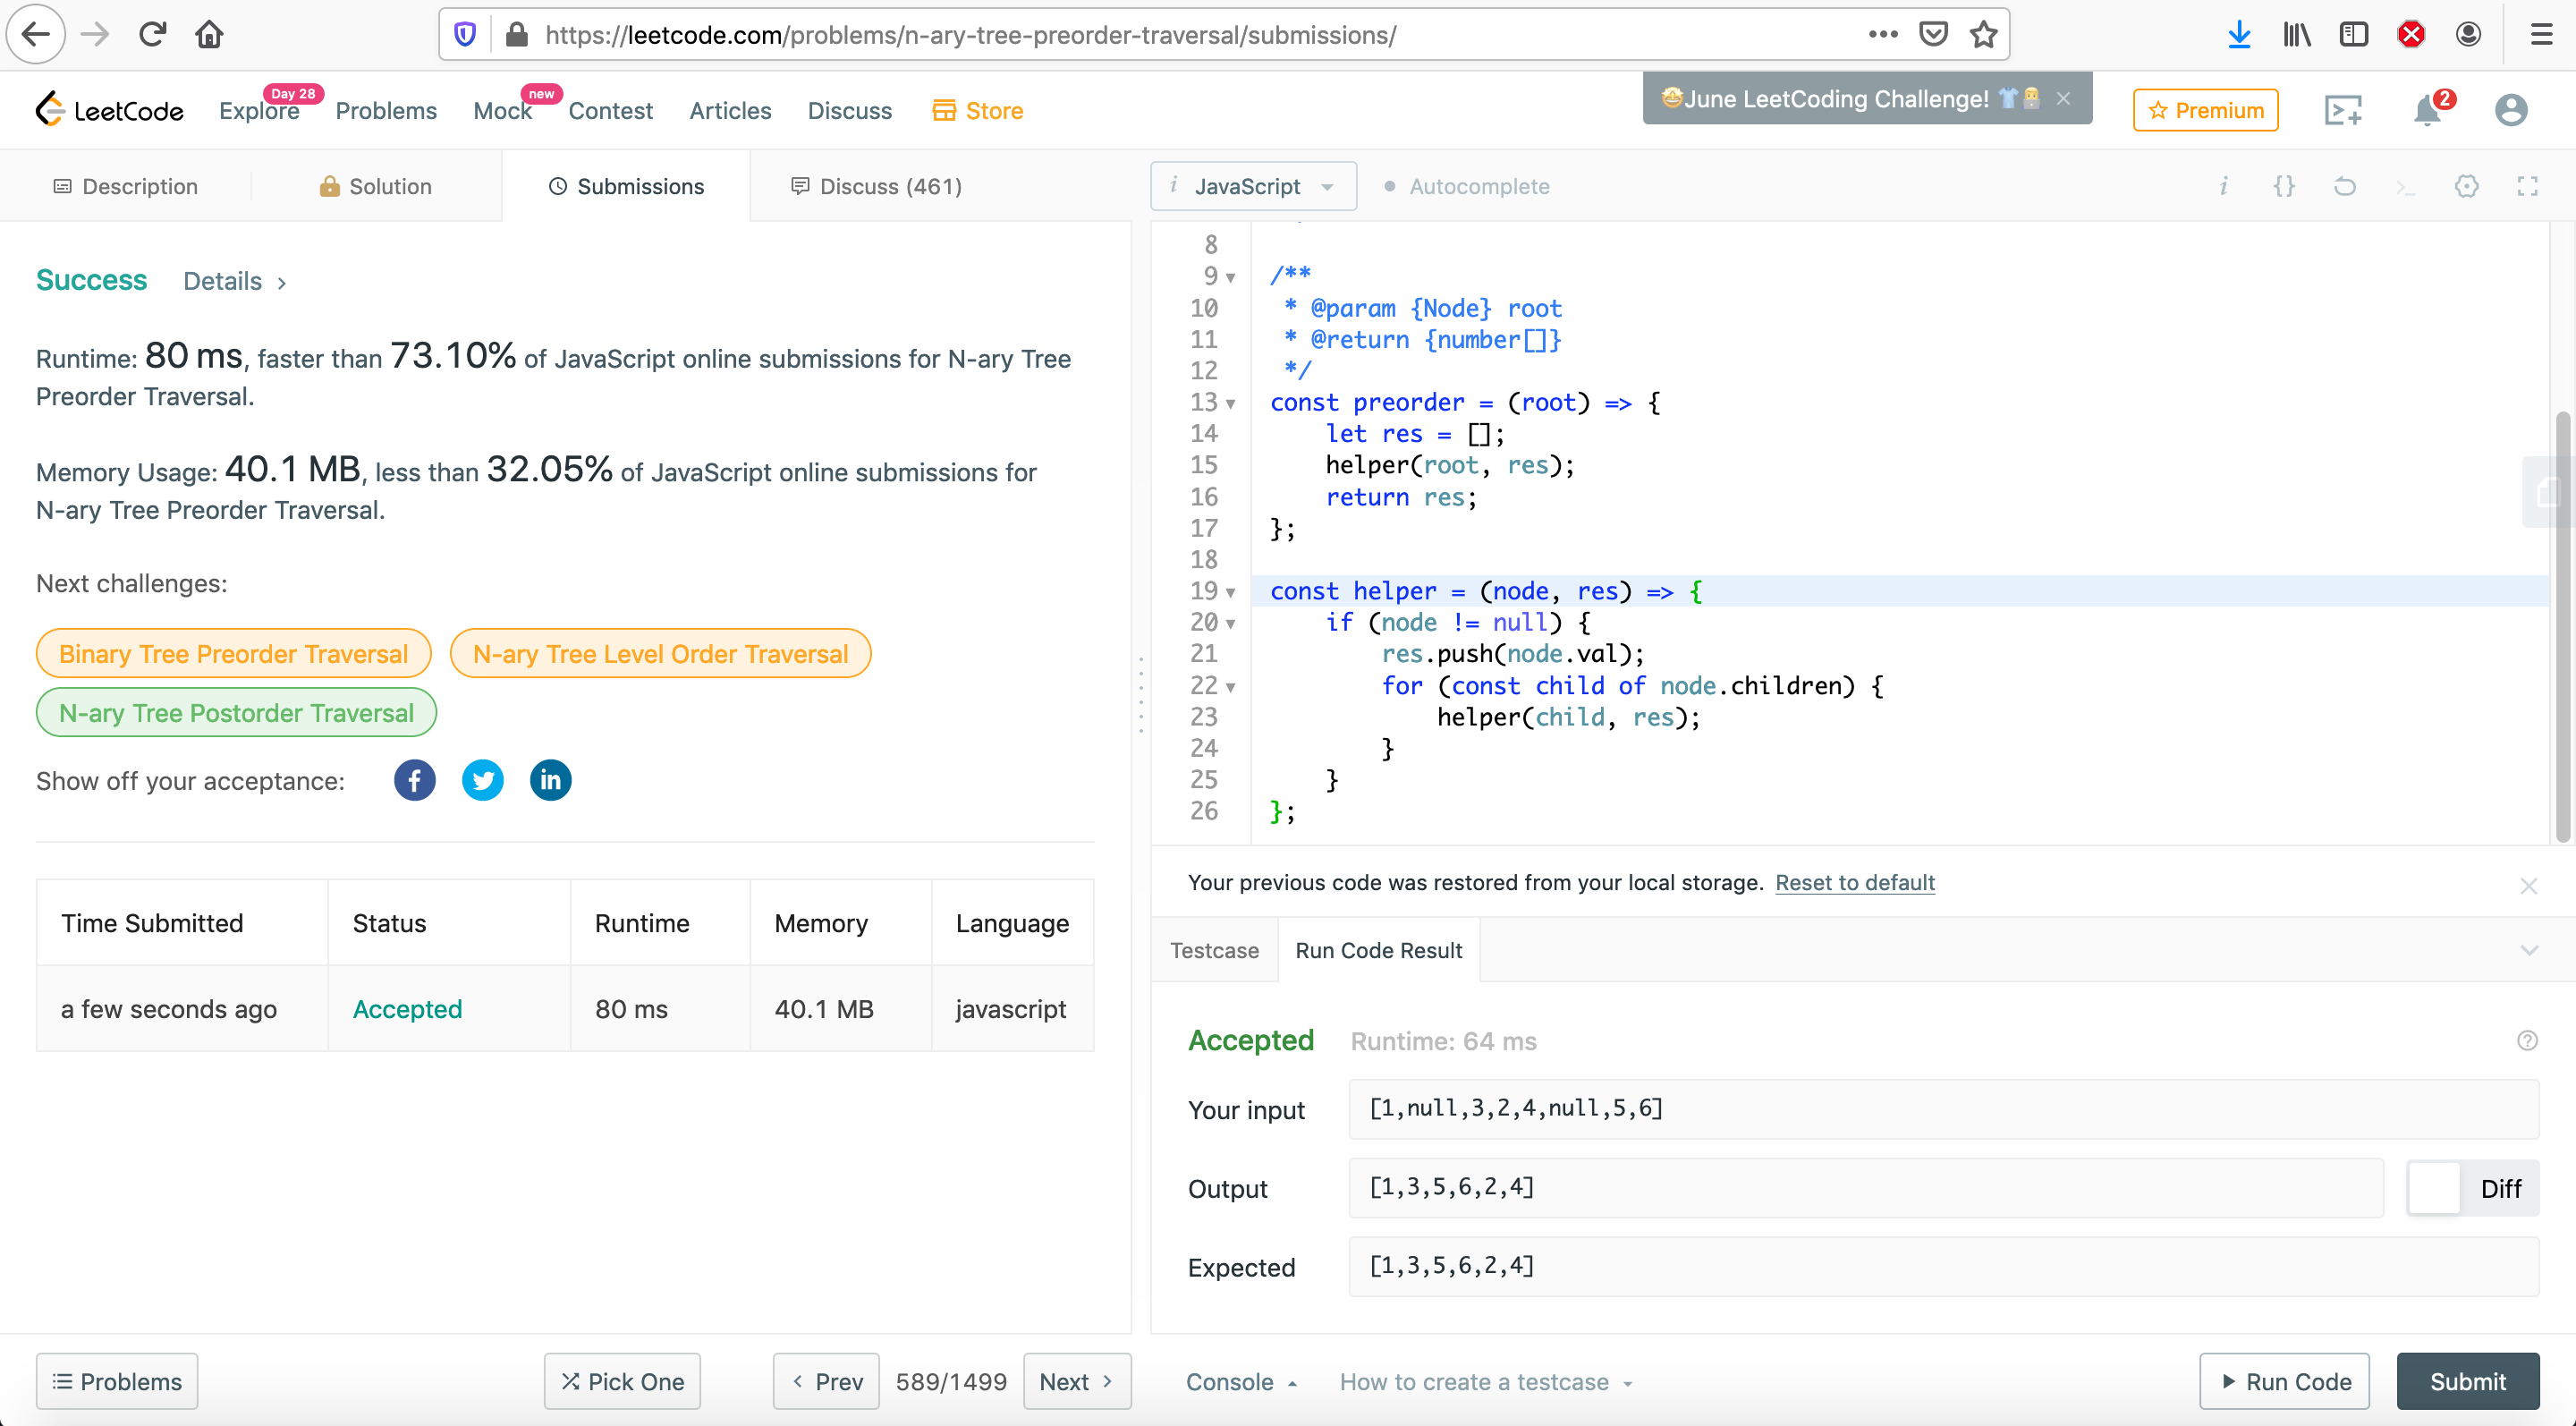 https://leetcode.com/problems/n-ary-tree-preorder-traversal/submissions/
LeetCode
Explore
Day 28
Problems
Mock
new
Contest
Articles
Discuss
Store
June LeetCoding Challenge!
Premium
2
Description
Solution
Submissions
Discuss (461)
i JavaScript
Autocomplete
i {} >_
Success Details >
Runtime: 80 ms, faster than 73.10% of JavaScript online submissions for N-ary Tree
Preorder Traversal.
Memory Usage: 40.1 MB, less than 32.05% of JavaScript online submissions for
N-ary Tree Preorder Traversal.
Next challenges:
Binary Tree Preorder Traversal
N-ary Tree Level Order Traversal
N-ary Tree Postorder Traversal
Show off your acceptance:
f
in
Time Submitted Status Runtime Memory Language
a few seconds ago Accepted 80 ms 40.1 MB javascript
8
9 /**
10 * @param {Node} root
11 * @return {number[]}
12 */
13 const preorder = (root) => {
14 let res = [];
15 helper(root, res);
16 return res;
17 };
18
19 const helper = (node, res) => {
20 if (node != null) {
21 res.push(node.val);
22 for (const child of node.children) {
23 helper(child, res);
24 }
25 }
26 };
Your previous code was restored from your local storage. Reset to default
Testcase
Run Code Result
Accepted Runtime: 64 ms
Your input [1,null,3,2,4,null,5,6]
Output [1,3,5,6,2,4]
Diff
Expected [1,3,5,6,2,4]
Problems
Pick One
< Prev
589/1499
Next >
Console
How to create a testcase
Run Code
Submit